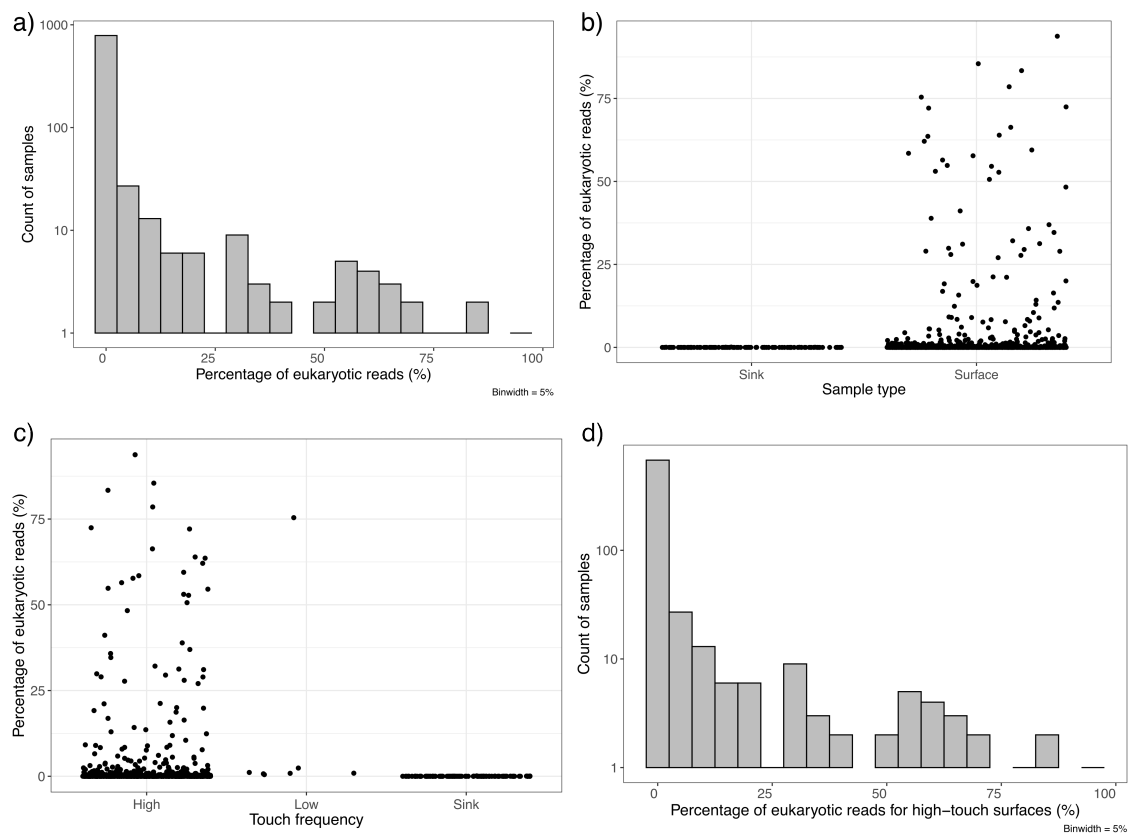 a)
1000
100
10
1
Count of samples
0 25 50 75 100
Percentage of eukaryotic reads (%)
Binwidth = 5%
b)
75
50
25
0
Percentage of eukaryotic reads (%)
Sink Surface
Sample type
c)
75
50
25
0
Percentage of eukaryotic reads (%)
High Low Sink
Touch frequency
d)
100
10
1
Count of samples
0 25 50 75 100
Percentage of eukaryotic reads for high−touch surfaces (%)
Binwidth = 5%